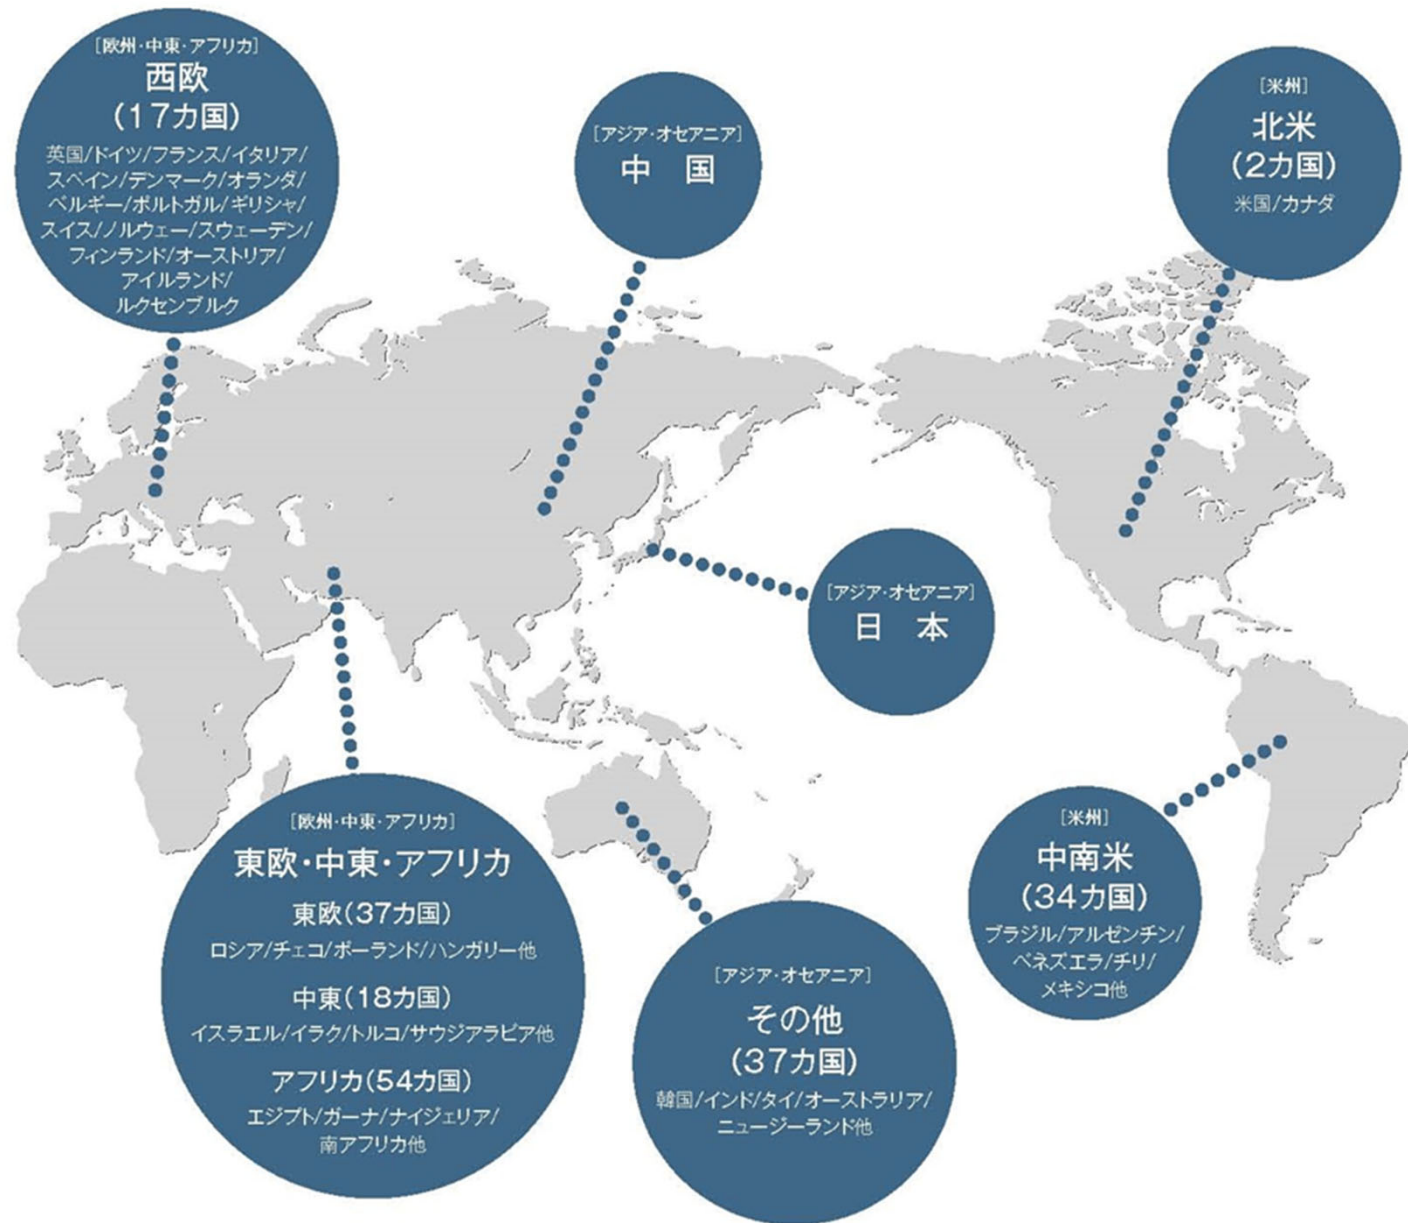 [欧州・中東・アフリカ]
西欧
(17カ国)
英国/ドイツ/フランス/イタリア/
スペイン/デンマーク/オランダ/
ベルギー/ポルトガル/ギリシャ/
スイス/ノルウェー/スウェーデン/
フィンランド/オーストリア/
アイルランド/
ルクセンブルク
[アジア・オセアニア]
中 国
[米州]
北米
(2カ国)
米国/カナダ
[アジア・オセアニア]
日 本
[欧州・中東・アフリカ]
東欧・中東・アフリカ
東欧(37カ国)
ロシア/チェコ/ポーランド/ハンガリー他
中東(18カ国)
イスラエル/イラク/トルコ/サウジアラビア他
アフリカ(54カ国)
エジプト/ガーナ/ナイジェリア/
南アフリカ他
[アジア・オセアニア]
その他
(37カ国)
韓国/インド/タイ/オーストラリア/
ニュージーランド他
[米州]
中南米
(34カ国)
ブラジル/アルゼンチン/
ベネズエラ/チリ/
メキシコ他